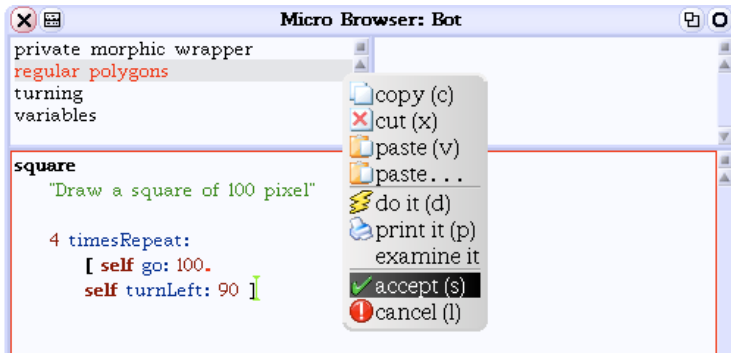 Micro Browser: Bot
private morphic wrapper
regular polygons
turning
variables
copy (c)
cut (x)
paste (v)
paste...
do it (d)
print it (p)
examine it
accept (s)
cancel (l)
square
"Draw a square of 100 pixel"
4 timesRepeat:
[ self go: 100.
self turnLeft: 90 ]